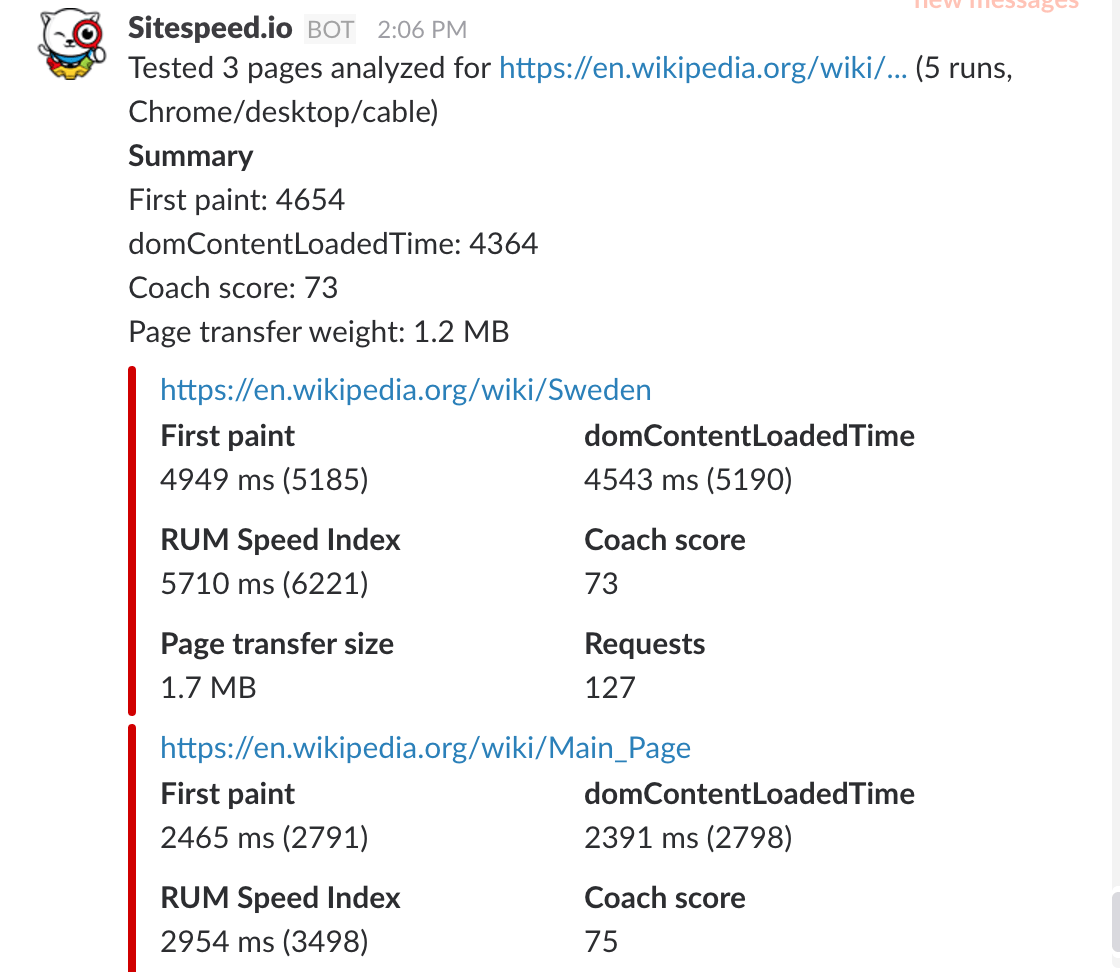 new messages
Sitespeed.io BOT 2:06 PM
Tested 3 pages analyzed for https://en.wikipedia.org/wiki/... (5 runs,
Chrome/desktop/cable)
Summary
First paint: 4654
domContentLoadedTime: 4364
Coach score: 73
Page transfer weight: 1.2 MB
https://en.wikipedia.org/wiki/Sweden
First paint domContentLoadedTime
4949 ms (5185) 4543 ms (5190)
RUM Speed Index Coach score
5710 ms (6221) 73
Page transfer size Requests
1.7 MB 127
https://en.wikipedia.org/wiki/Main_Page
First paint domContentLoadedTime
2465 ms (2791) 2391 ms (2798)
RUM Speed Index Coach score
2954 ms (3498) 75